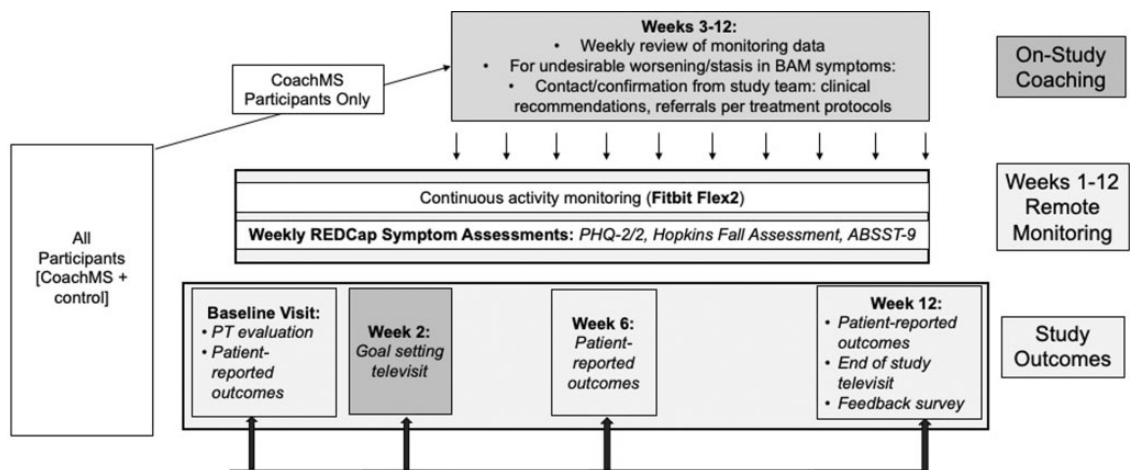 Weeks 3-12:
• Weekly review of monitoring data
• For undesirable worsening/stasis in BAM symptoms:
• Contact/confirmation from study team: clinical
recommendations, referrals per treatment protocols
On-Study
Coaching
CoachMS
Participants Only
All
Participants
[CoachMS +
control]
Continuous activity monitoring (Fitbit Flex2)
Weekly REDCap Symptom Assessments: PHQ-2/2, Hopkins Fall Assessment, ABSST-9
Weeks 1-12
Remote
Monitoring
Baseline Visit:
• PT evaluation
• Patient-
reported
outcomes
Week 2:
Goal setting
televisit
Week 6:
Patient-
reported
outcomes
Week 12:
• Patient-reported
outcomes
• End of study
televisit
• Feedback survey
Study
Outcomes